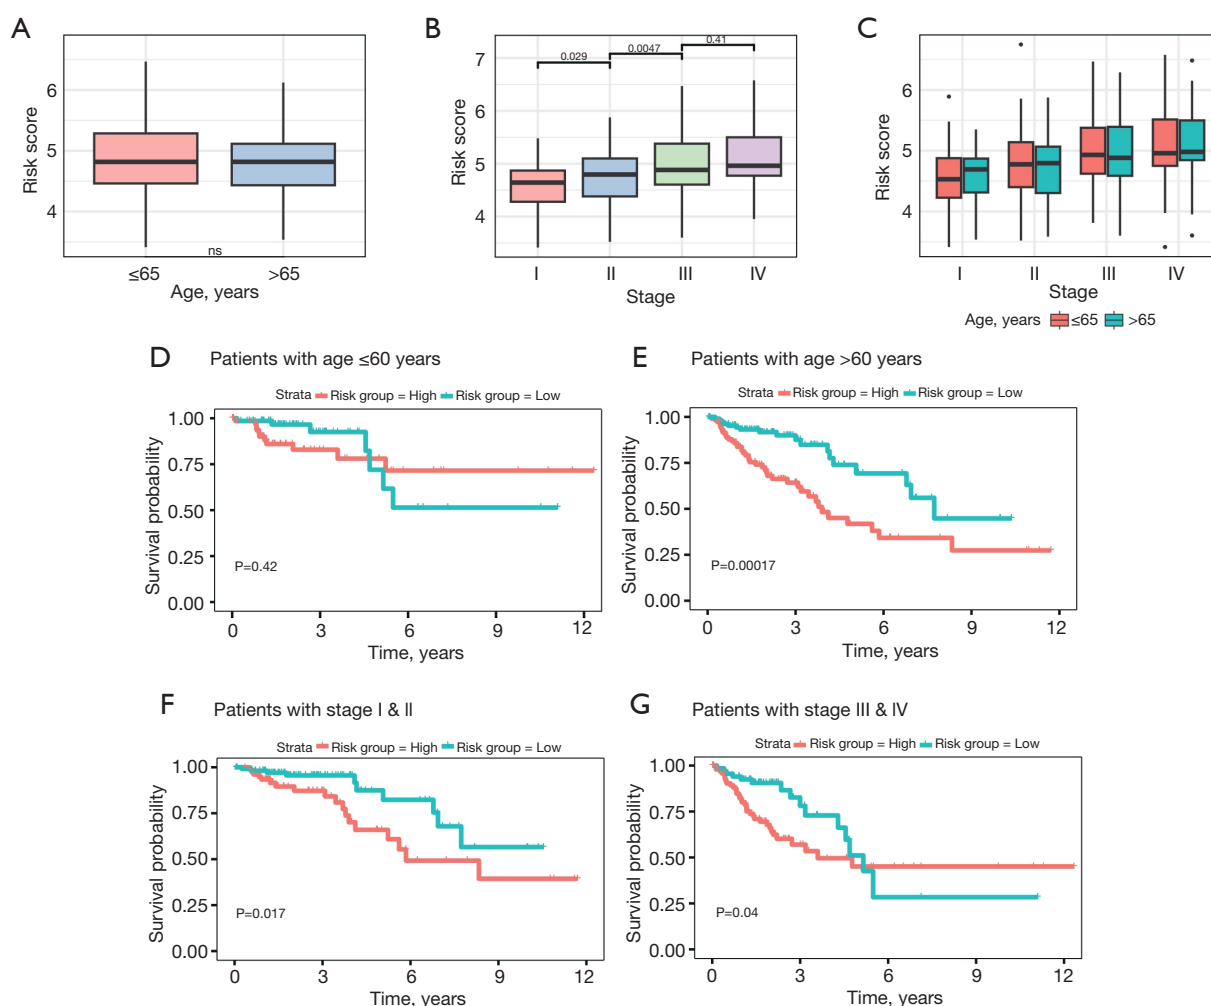 A
Risk score
6
5
4
ns
≤65
>65
Age, years
B
Risk score
7
6
5
4
0.029
0.0047
0.41
I
II
III
IV
Stage
C
Risk score
6
5
4
I
II
III
IV
Stage
Age, years ≤65 >65
D Patients with age ≤60 years
Strata Risk group = High Risk group = Low
Survival probability
1.00
0.75
0.50
0.25
0.00
P=0.42
0 3 6 9 12
Time, years
E Patients with age >60 years
Strata Risk group = High Risk group = Low
Survival probability
1.00
0.75
0.50
0.25
0.00
P=0.00017
0 3 6 9 12
Time, years
F Patients with stage I & II
Strata Risk group = High Risk group = Low
Survival probability
1.00
0.75
0.50
0.25
0.00
P=0.017
0 3 6 9 12
Time, years
G Patients with stage III & IV
Strata Risk group = High Risk group = Low
Survival probability
1.00
0.75
0.50
0.25
0.00
P=0.04
0 3 6 9 12
Time, years